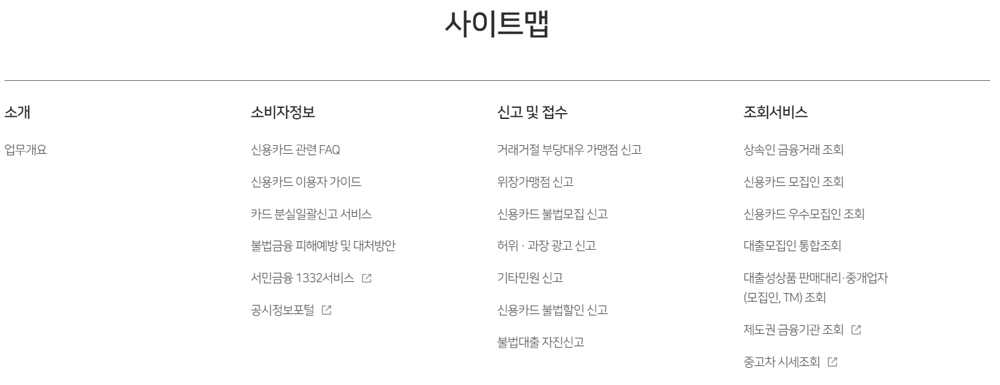 사이트맵
소개
업무개요
소비자정보
신용카드 관련 FAQ
신용카드 이용자 가이드
카드 분실일괄신고 서비스
불법금융 피해예방 및 대처방안
서민금융 1332서비스
공시정보포털
신고 및 접수
거래거절 부당대우 가맹점 신고
위장가맹점 신고
신용카드 불법모집 신고
허위 · 과장 광고 신고
기타민원 신고
신용카드 불법할인 신고
불법대출 자진신고
조회서비스
상속인 금융거래 조회
신용카드 모집인 조회
신용카드 우수모집인 조회
대출모집인 통합조회
대출성상품 판매대리·중개업자
(모집인, TM) 조회
제도권 금융기관 조회
중고차 시세조회